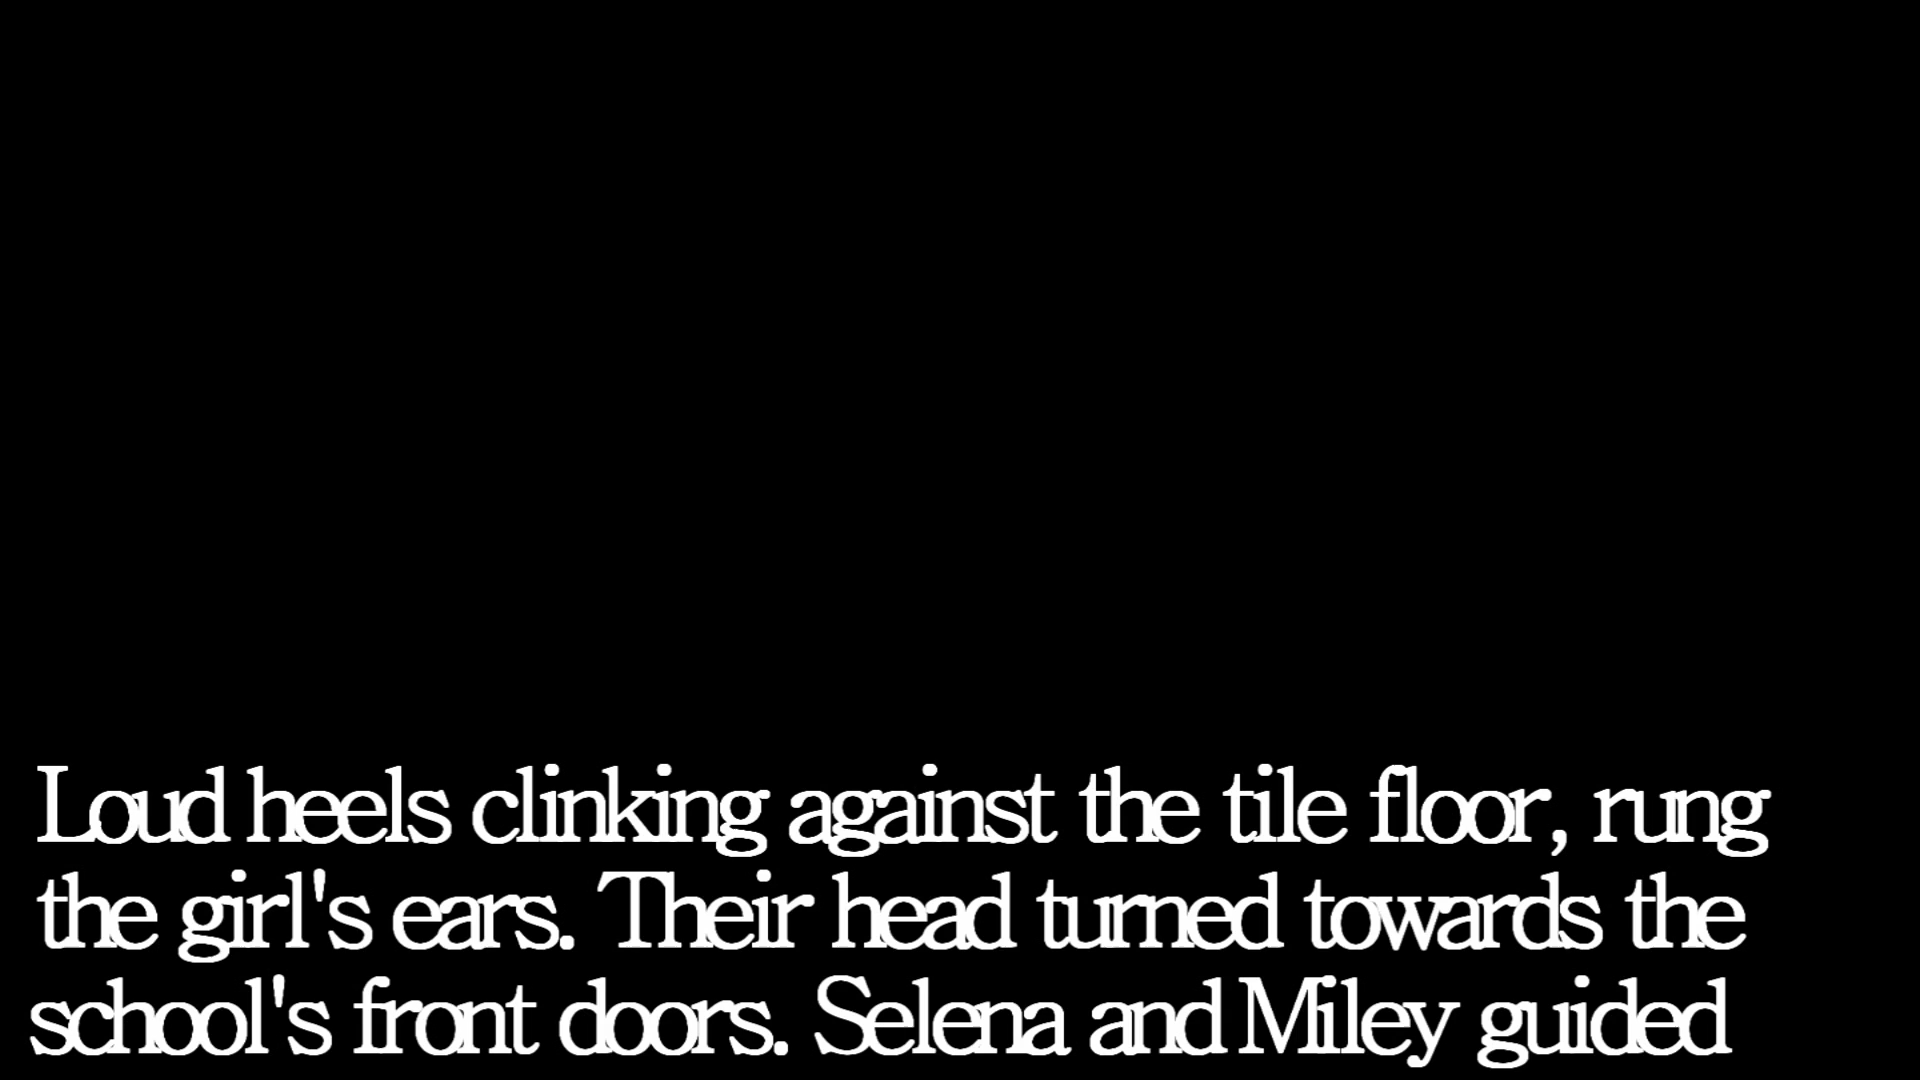 Loud heels clinking against the tile floor, rung
the girl's ears. Their head turned towards the
school's front doors. Selena and Miley guided